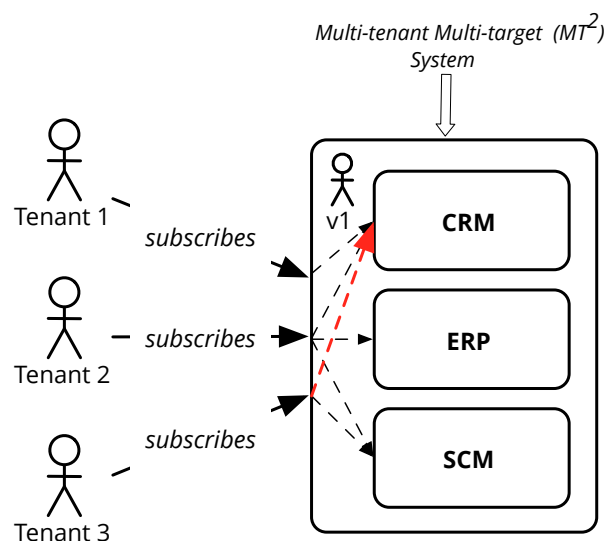 Multi-tenant Multi-target (MT²)
System
Tenant 1
subscribes
v1
CRM
Tenant 2
subscribes
ERP
Tenant 3
subscribes
SCM